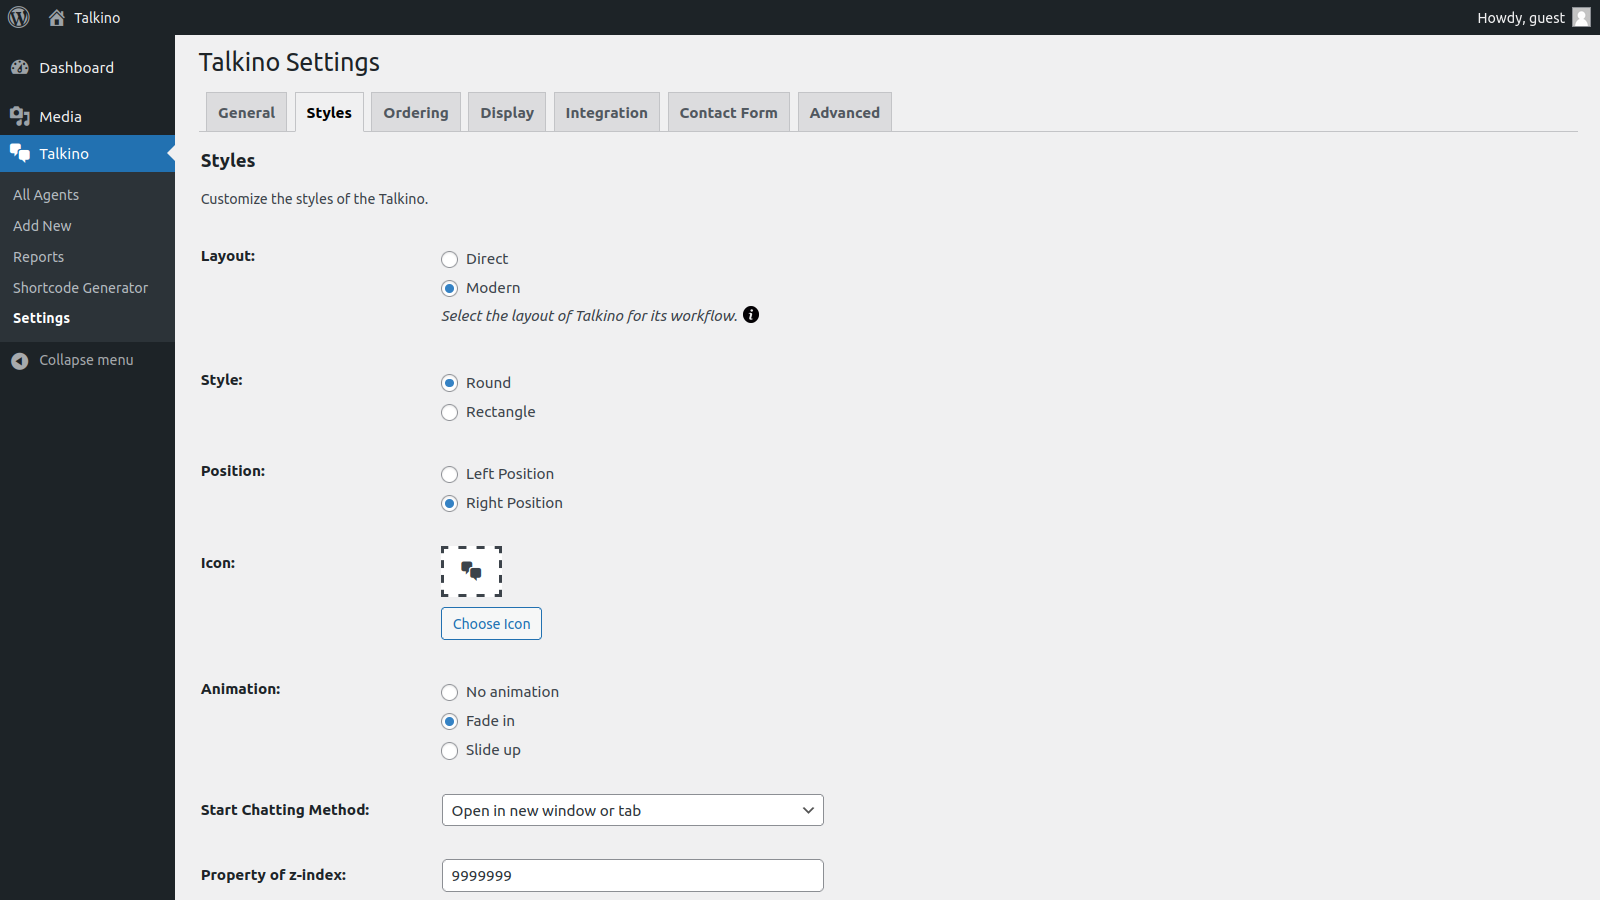 Talkino
Howdy, guest
Dashboard
Media
Talkino
All Agents
Add New
Reports
Shortcode Generator
Settings
Collapse menu
Talkino Settings
General Styles Ordering Display Integration Contact Form Advanced
Styles
Customize the styles of the Talkino.
Layout:
Direct
Modern
Select the layout of Talkino for its workflow.
Style:
Round
Rectangle
Position:
Left Position
Right Position
Icon:
Choose Icon
Animation:
No animation
Fade in
Slide up
Start Chatting Method:
Open in new window or tab
Property of z-index:
9999999